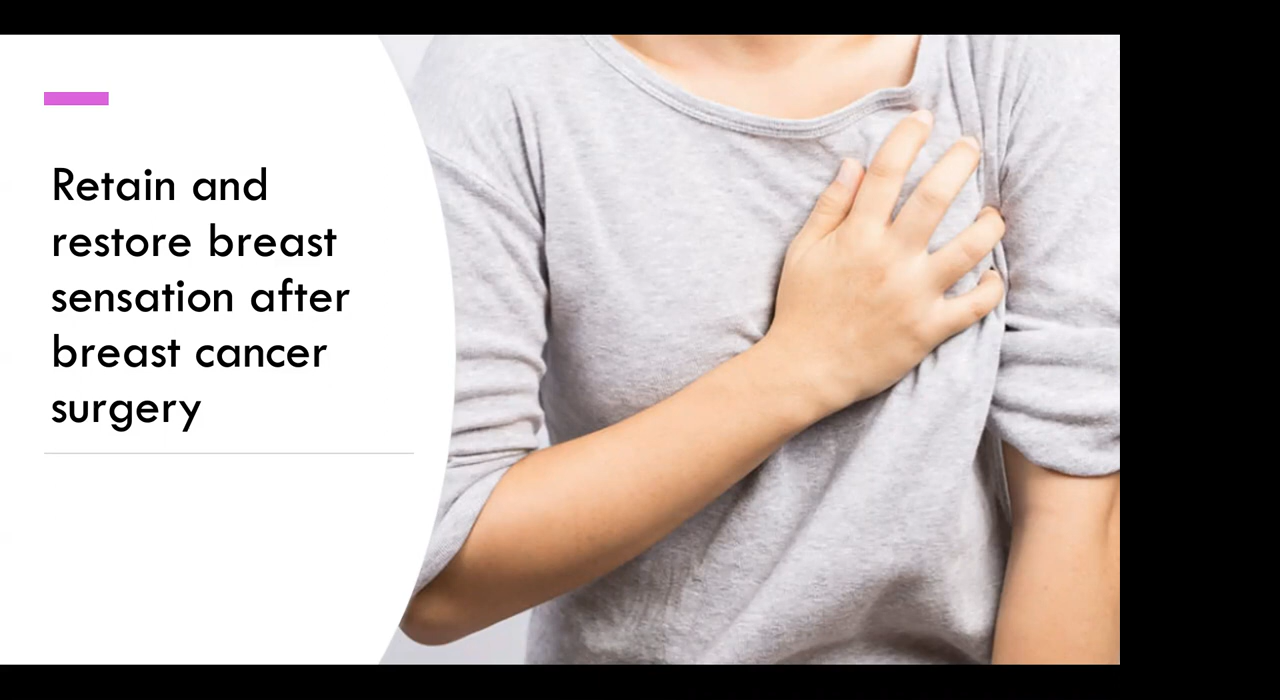 Retain and
restore breast
sensation after
breast cancer
surgery